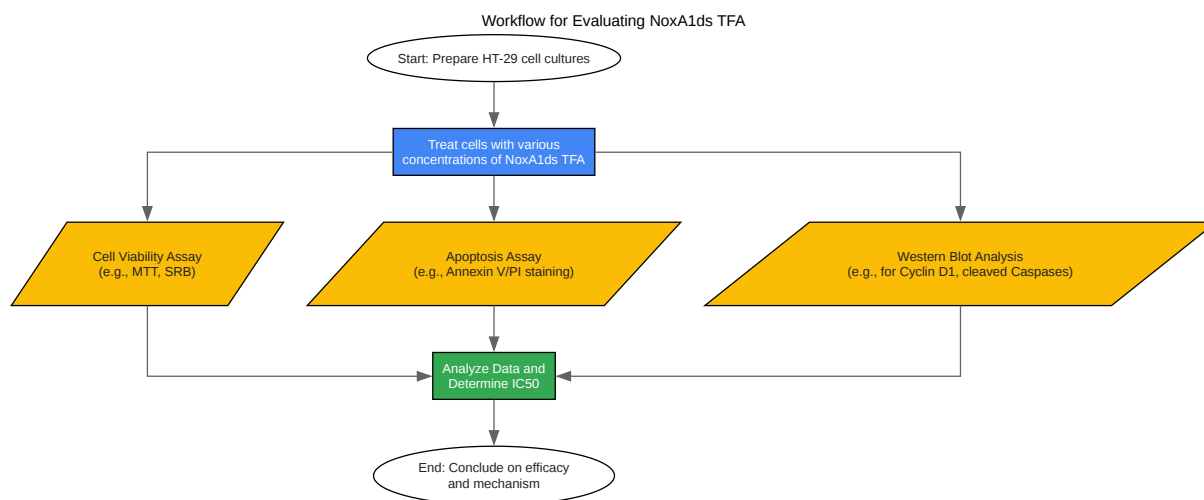 Workflow for Evaluating NoxA1ds TFA
Start: Prepare HT-29 cell cultures
Treat cells with various
concentrations of NoxA1ds TFA
Cell Viability Assay
(e.g., MTT, SRB)
Apoptosis Assay
(e.g., Annexin V/PI staining)
Western Blot Analysis
(e.g., for Cyclin D1, cleaved Caspases)
Analyze Data and
Determine IC50
End: Conclude on efficacy
and mechanism